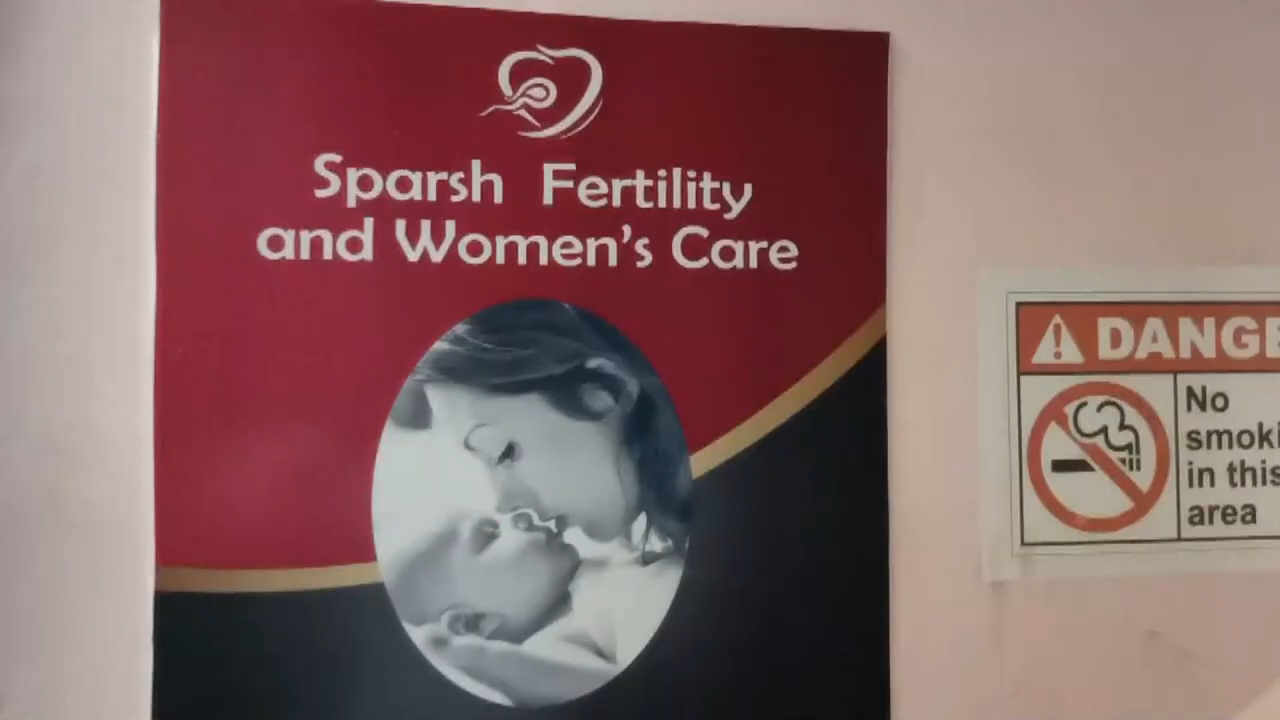 Sparsh Fertility
and Women's Care
DANGE
No
smoki
in this
area